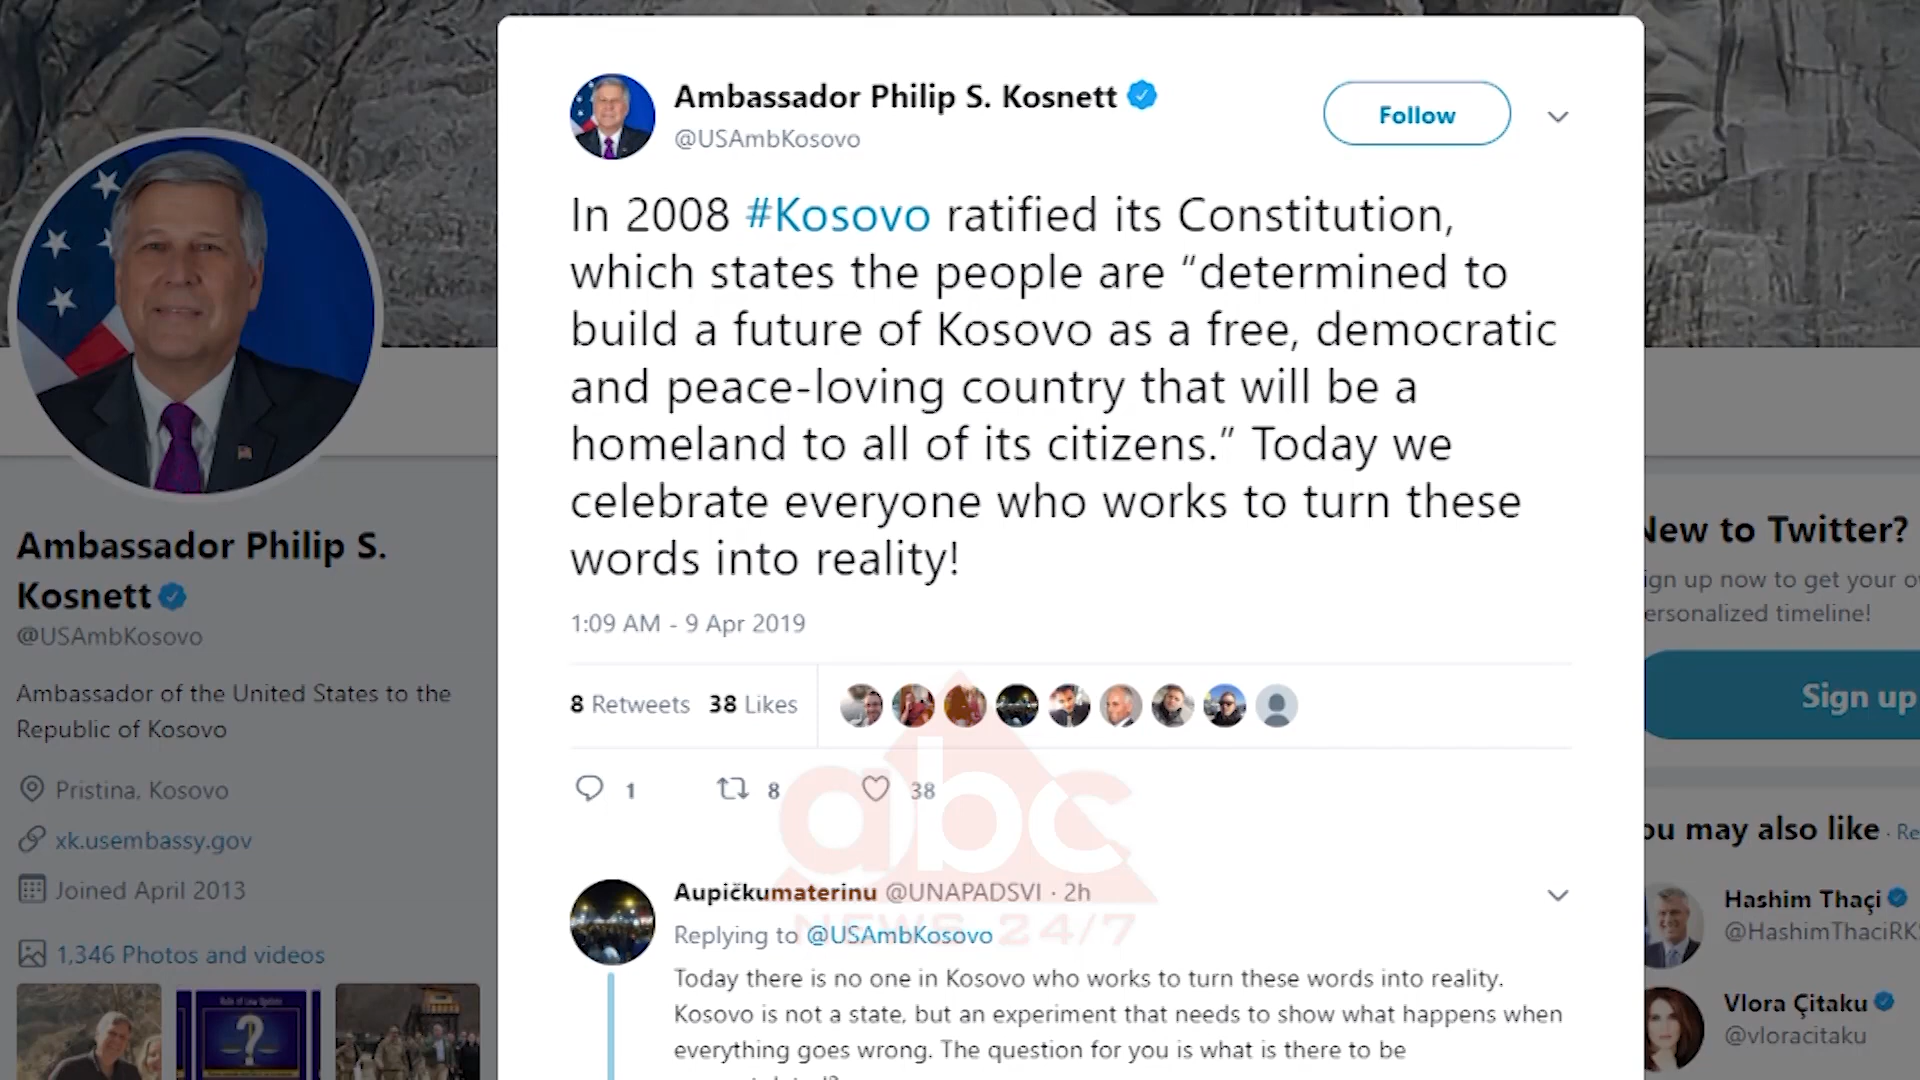 Ambassador Philip S. Kosnett
@USAmbKosovo
Follow
In 2008 #Kosovo ratified its Constitution,
which states the people are “determined to
build a future of Kosovo as a free, democratic
and peace-loving country that will be a
homeland to all of its citizens.” Today we
celebrate everyone who works to turn these
words into reality!
1:09 AM - 9 Apr 2019
8 Retweets 38 Likes
1 8 38
abc
NEWS 24/7
Aupičkumaterinu @UNAPADSVI · 2h
Replying to @USAmbKosovo
Today there is no one in Kosovo who works to turn these words into reality.
Kosovo is not a state, but an experiment that needs to show what happens when
everything goes wrong. The question for you is what is there to be
Ambassador Philip S.
Kosnett
@USAmbKosovo
Ambassador of the United States to the
Republic of Kosovo
Pristina, Kosovo
xk.usembassy.gov
Joined April 2013
1,346 Photos and videos
Rule of Law Update
?
New to Twitter?
ign up now to get your o
ersonalized timeline!
Sign up
ou may also like · Re
Hashim Thaçi
@HashimThaciRK
Vlora Çitaku
@vloracitaku